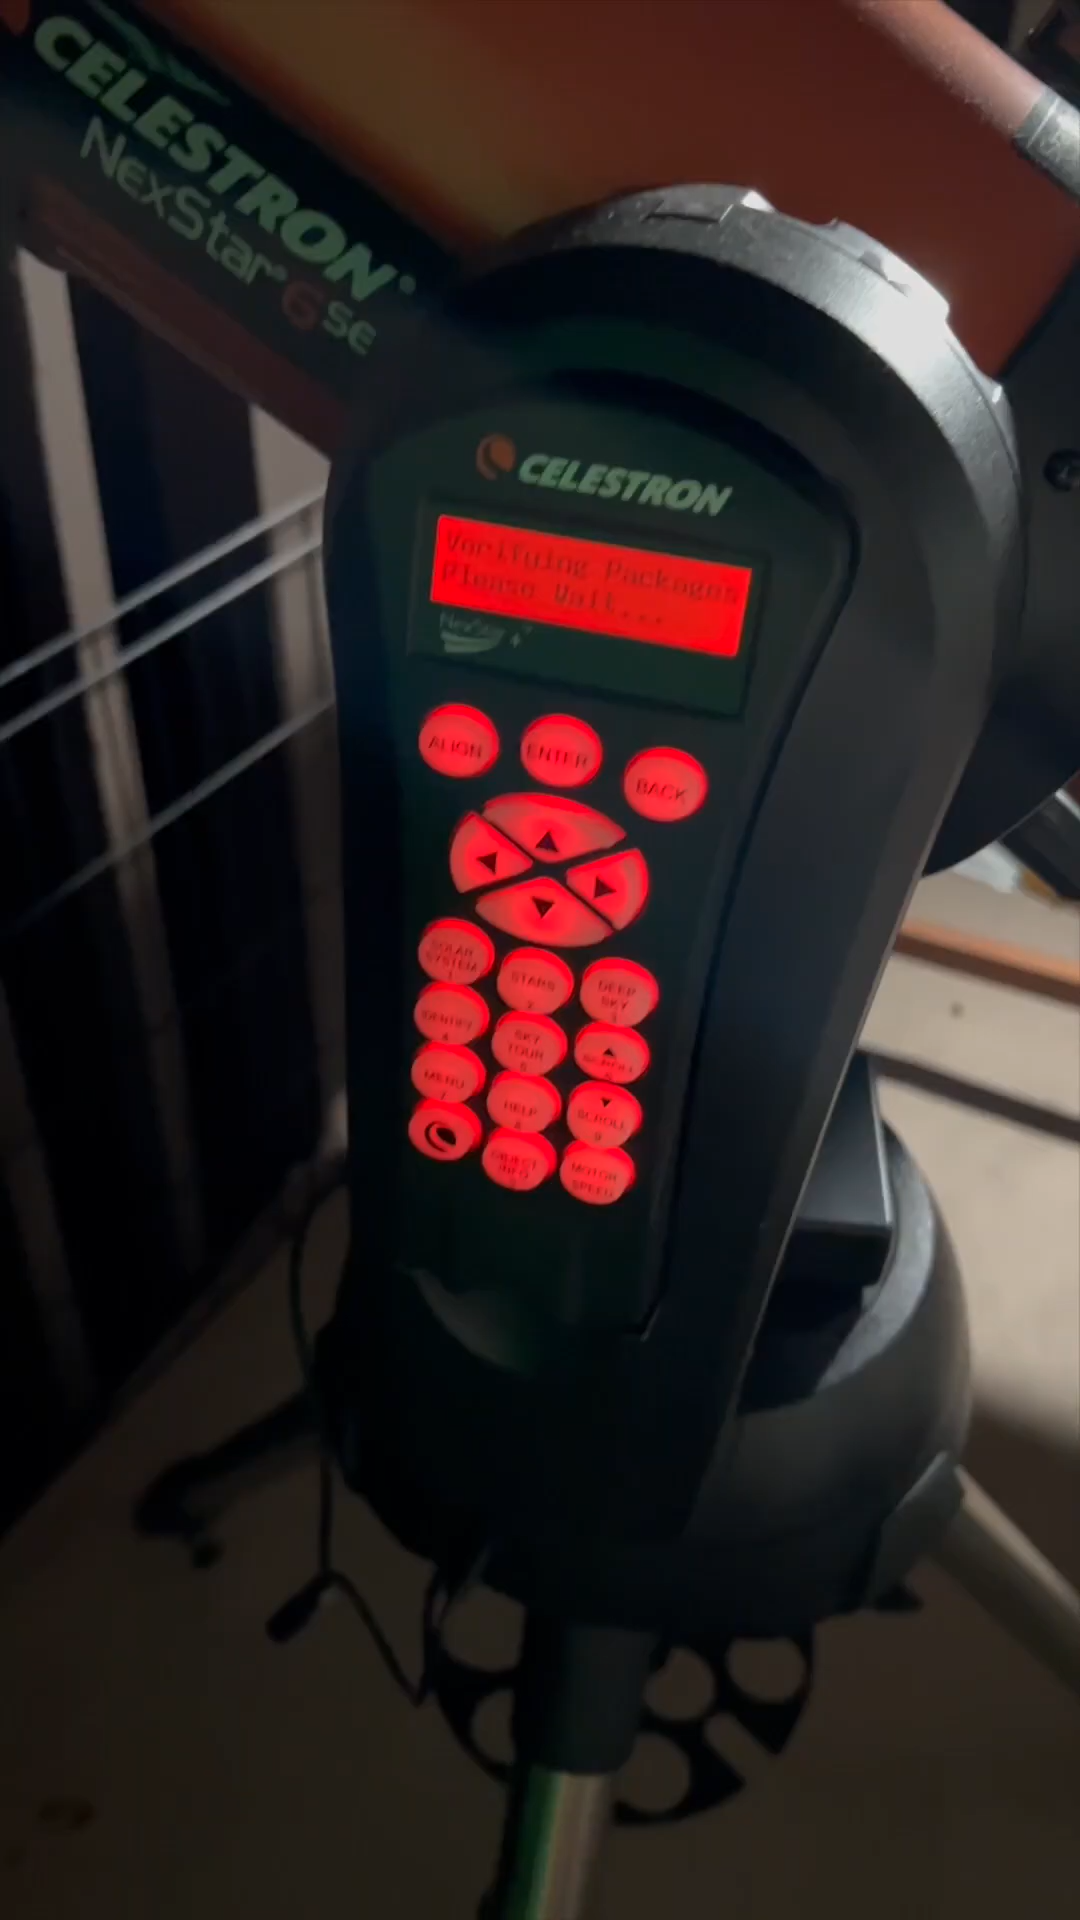 CELESTRON
NexStar 6 SE
CELESTRON
Verifying Packages
Please Wait...
NexStar+
ALIGN
ENTER
BACK
SOLAR
SYSTEM
1
STARS
2
DEEP
SKY
3
IDENTIFY
4
SKY
TOUR
5
SCROLL
6
MENU
7
HELP
8
SCROLL
9
OBJECT
INFO
MOTOR
SPEED